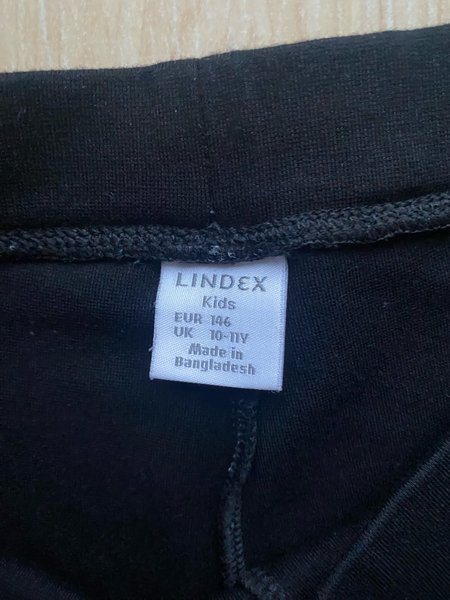 LINDEX
Kids
EUR 146
UK 10-11Y
Made in
Bangladesh